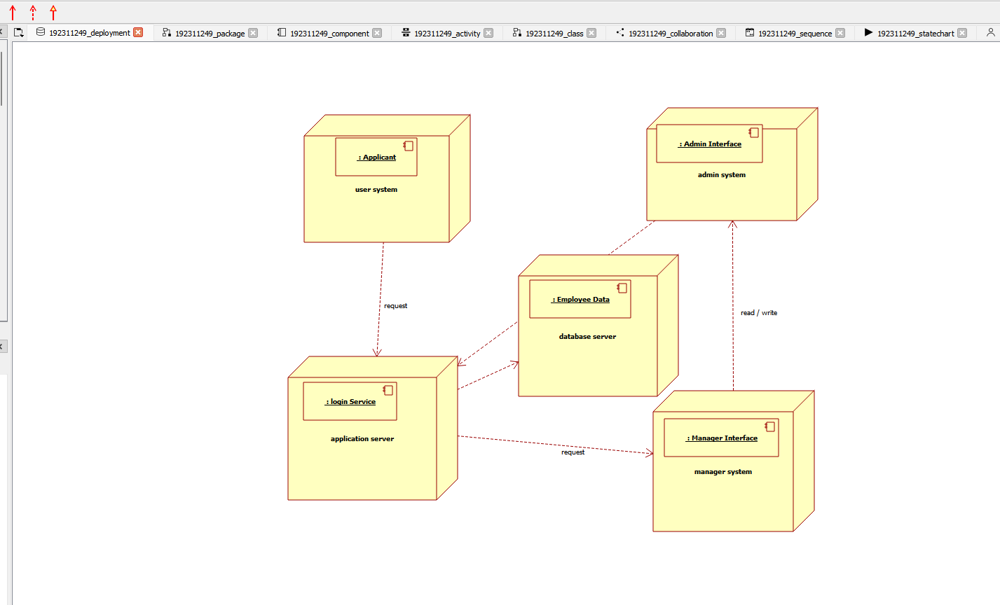 192311249_deployment
192311249_package
192311249_component
192311249_activity
192311249_class
192311249_collaboration
192311249_sequence
192311249_statechart
: Applicant
user system
: Admin Interface
admin system
request
: Employee Data
database server
read / write
: login Service
application server
request
: Manager Interface
manager system